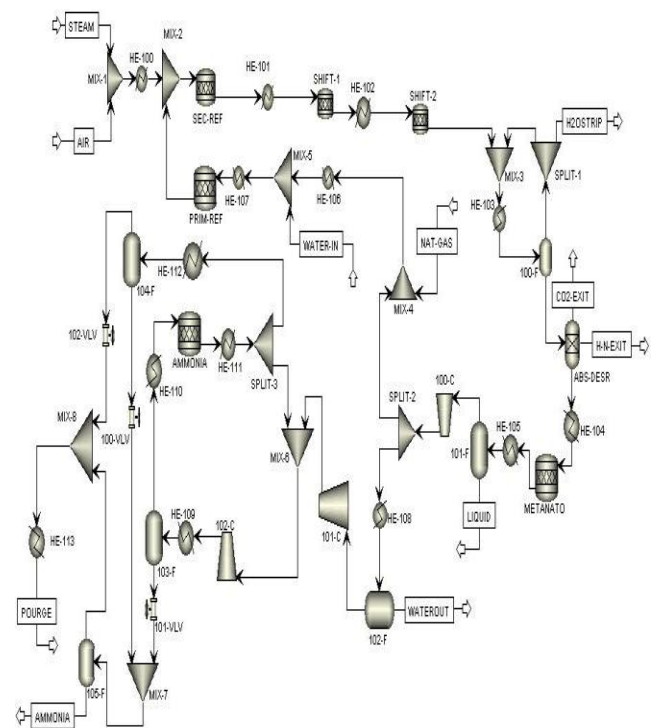 STEAM
MIX-1
HE-100
MIX-2
AIR
SEC-REF
HE-101
SHIFT-1
HE-102
SHIFT-2
MIX-3
SPLIT-1
H2OSTRIP
HE-103
100-F
PRIM-REF
HE-107
MIX-5
HE-106
WATER-IN
NAT-GAS
MIX-4
CO2-EXIT
H-N-EXIT
ABS-DESR
104-F
HE-112
102-VLV
AMMONIA
HE-111
SPLIT-3
HE-110
100-VLV
MIX-8
MIX-6
SPLIT-2
100-C
101-F
HE-105
HE-104
METANATO
LIQUID
HE-108
101-C
102-C
HE-109
103-F
HE-113
101-VLV
102-F
WATEROUT
POURGE
105-F
MIX-7
AMMONIA